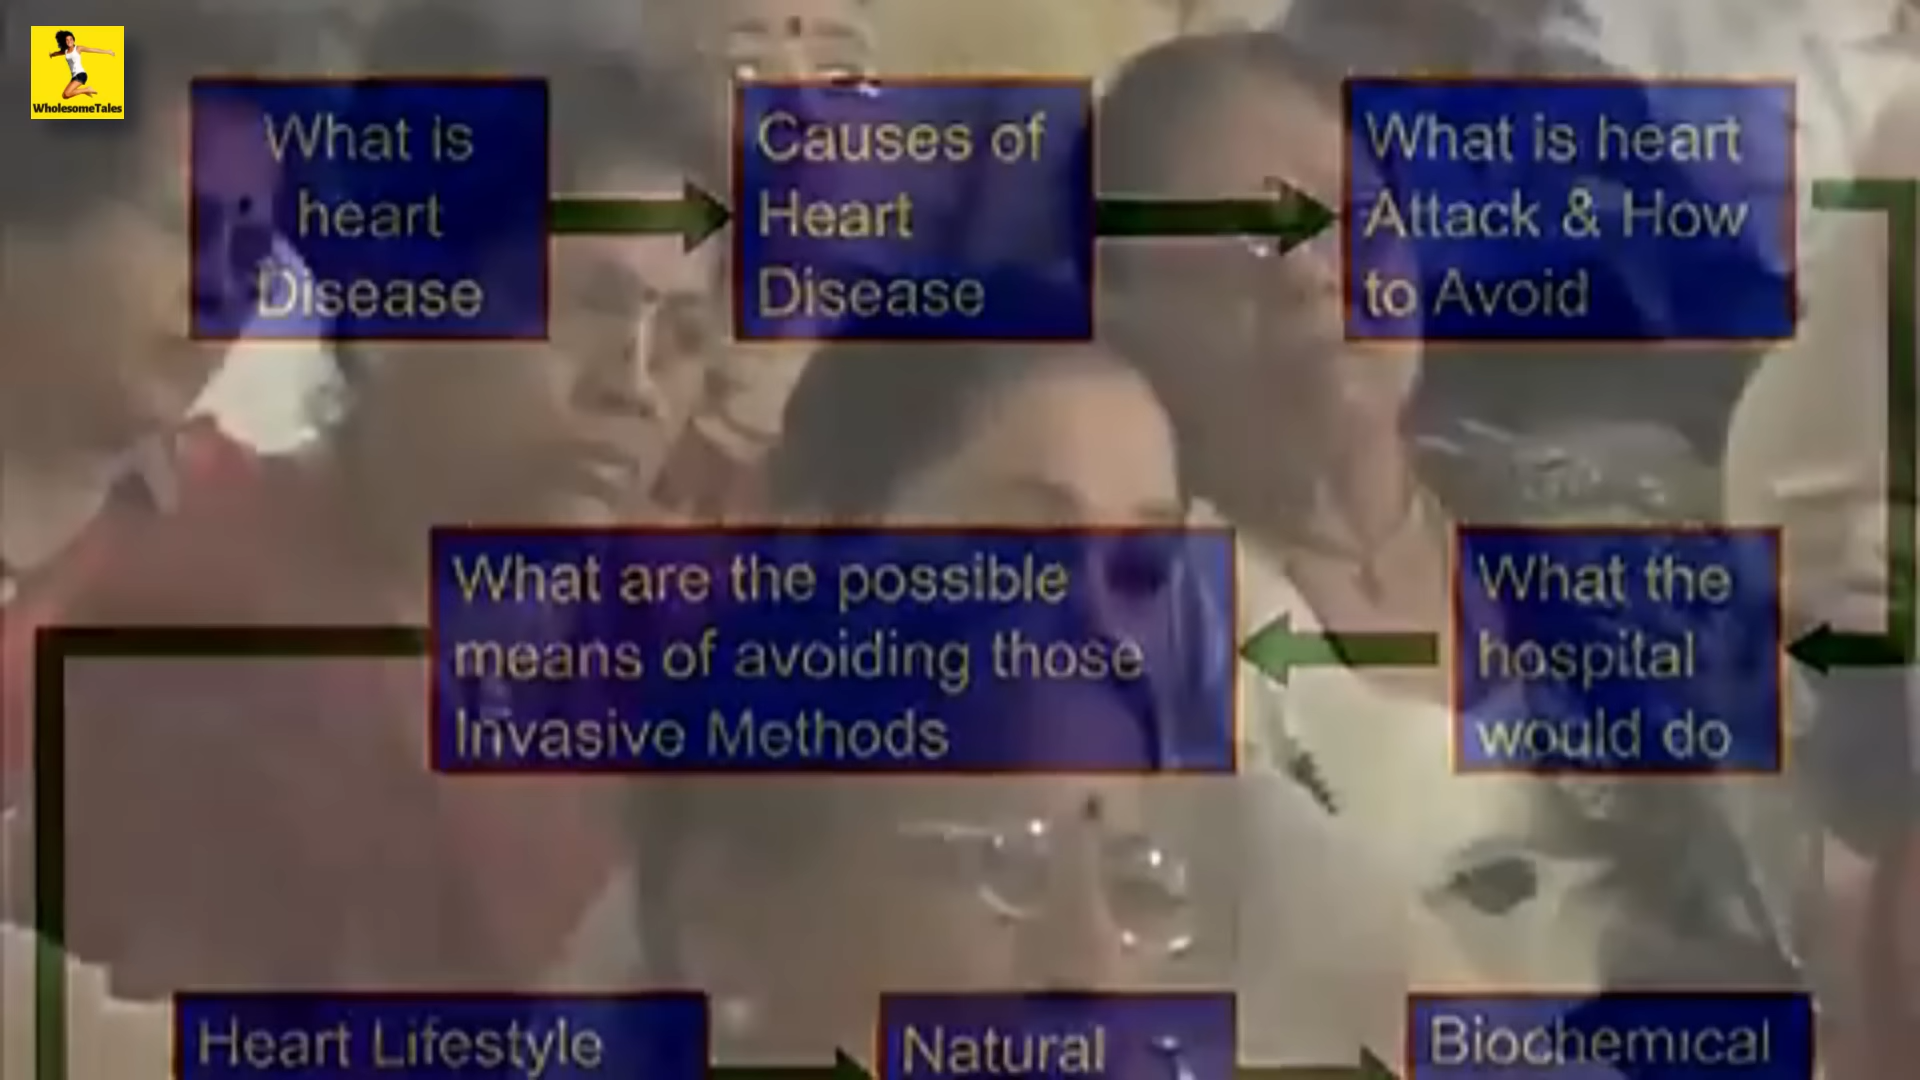 WholesomeTales
What is
heart
Disease
Causes of
Heart
Disease
What is heart
Attack & How
to Avoid
What the
hospital
would do
What are the possible
means of avoiding those
Invasive Methods
Heart Lifestyle
Natural
Biochemical